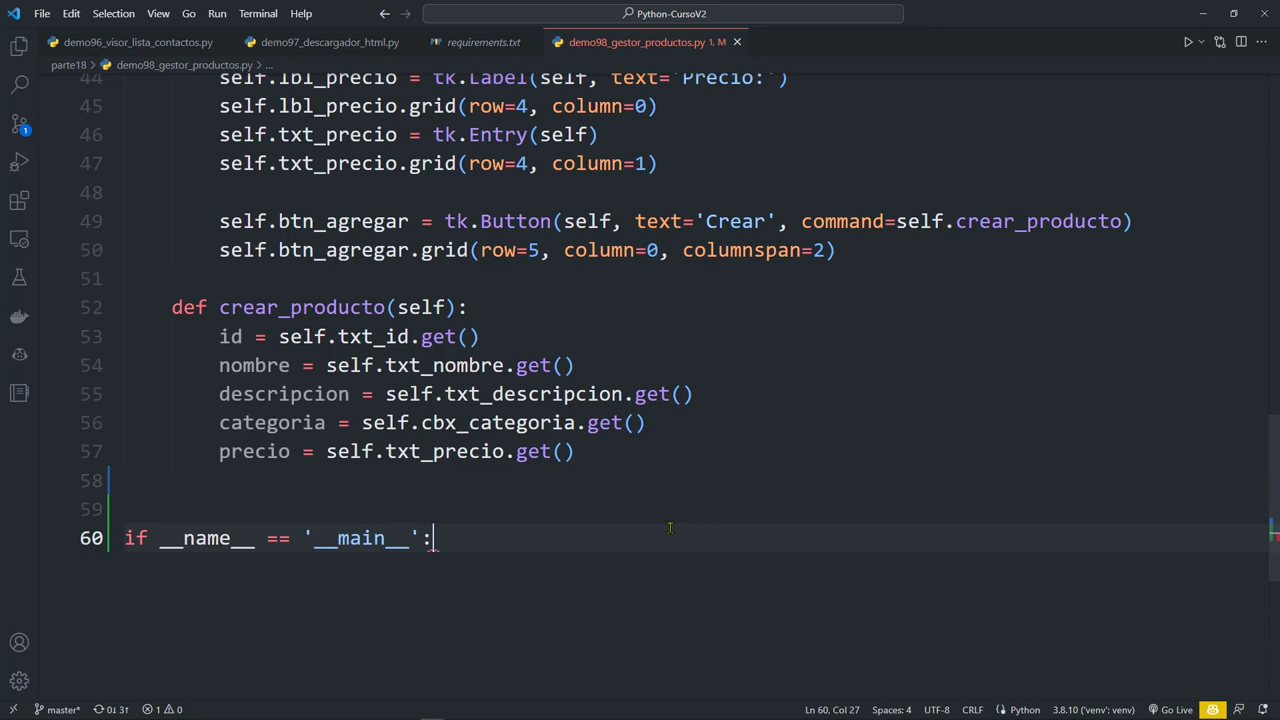 File Edit Selection View Go Run Terminal Help
Python-CursoV2
demo96_visor_lista_contactos.py demo97_descargador_html.py requirements.txt demo98_gestor_productos.py 1, M
parte18 > demo98_gestor_productos.py > ...
44 self.lbl_precio = tk.Label(self, text='Precio:')
45 self.lbl_precio.grid(row=4, column=0)
46 self.txt_precio = tk.Entry(self)
47 self.txt_precio.grid(row=4, column=1)
48
49 self.btn_agregar = tk.Button(self, text='Crear', command=self.crear_producto)
50 self.btn_agregar.grid(row=5, column=0, columnspan=2)
51
52 def crear_producto(self):
53 id = self.txt_id.get()
54 nombre = self.txt_nombre.get()
55 descripcion = self.txt_descripcion.get()
56 categoria = self.cbx_categoria.get()
57 precio = self.txt_precio.get()
58
59
60 if __name__ == '__main__':
1
master* 0↓ 3↑ 1 0 Ln 60, Col 27 Spaces: 4 UTF-8 CRLF Python 3.8.10 ('venv': venv) Go Live